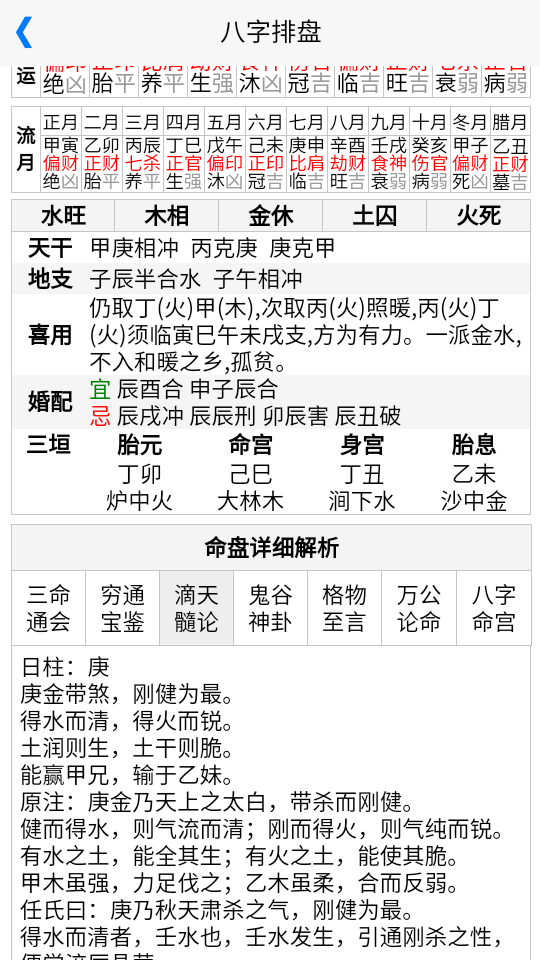 八字排盘
运 绝凶 胎平 养平 生强 沐凶 冠吉 临吉 旺吉 衰弱 病弱
流月
正月 二月 三月 四月 五月 六月 七月 八月 九月 十月 冬月 腊月
甲寅 乙卯 丙辰 丁巳 戊午 己未 庚申 辛酉 壬戌 癸亥 甲子 乙丑
偏财 正财 七杀 正官 偏印 正印 比肩 劫财 食神 伤官 偏财 正财
绝凶 胎平 养平 生强 沐凶 冠吉 临吉 旺吉 衰弱 病弱 死凶 墓吉
水旺 木相 金休 土囚 火死
天干 甲庚相冲 丙克庚 庚克甲
地支 子辰半合水 子午相冲
喜用 仍取丁(火)甲(木),次取丙(火)照暖,丙(火)丁
(火)须临寅巳午未戌支,方为有力。一派金水,
不入和暖之乡,孤贫。
婚配 宜 辰酉合 申子辰合
忌 辰戌冲 辰辰刑 卯辰害 辰丑破
三垣 胎元 命宫 身宫 胎息
丁卯 己巳 丁丑 乙未
炉中火 大林木 涧下水 沙中金
命盘详细解析
三命 穷通 滴天 鬼谷 格物 万公 八字
通会 宝鉴 髓论 神卦 至言 论命 命宫
日柱：庚
庚金带煞，刚健为最。
得水而清，得火而锐。
土润则生，土干则脆。
能赢甲兄，输于乙妹。
原注：庚金乃天上之太白，带杀而刚健。
健而得水，则气流而清；刚而得火，则气纯而锐。
有水之土，能全其生；有火之土，能使其脆。
甲木虽强，力足伐之；乙木虽柔，合而反弱。
任氏曰：庚乃秋天肃杀之气，刚健为最。
得水而清者，壬水也，壬水发生，引通刚杀之性，